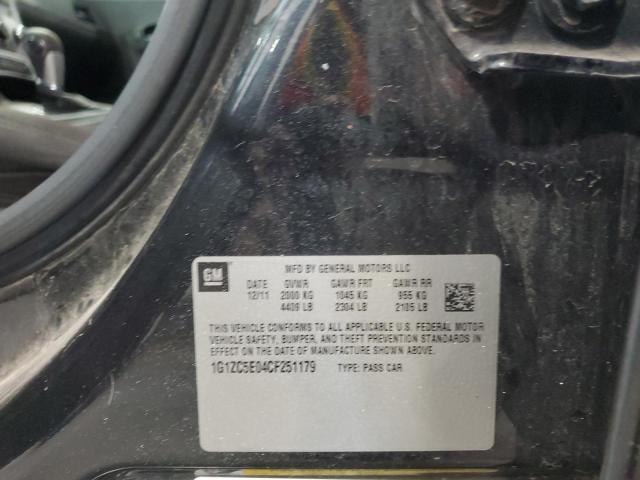 GM
MFD BY GENERAL MOTORS LLC
DATE GVWR GAWR FRT GAWR RR
12/11 2000 KG 1045 KG 955 KG
4409 LB 2304 LB 2105 LB
THIS VEHICLE CONFORMS TO ALL APPLICABLE U.S. FEDERAL MOTOR
VEHICLE SAFETY, BUMPER, AND THEFT PREVENTION STANDARDS
IN EFFECT ON THE DATE OF MANUFACTURE SHOWN ABOVE.
1G1ZC5E04CF251179 TYPE: PASS CAR